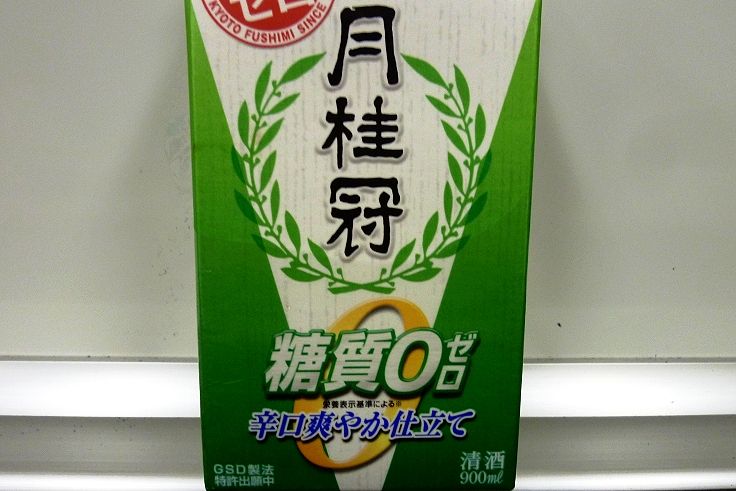 ゼロ
KYOTO FUSHIMI SINCE
月桂冠
糖質0ゼロ
栄養表示基準による※
辛口爽やか仕立て
GSD製法
特許出願中
清酒
900ml